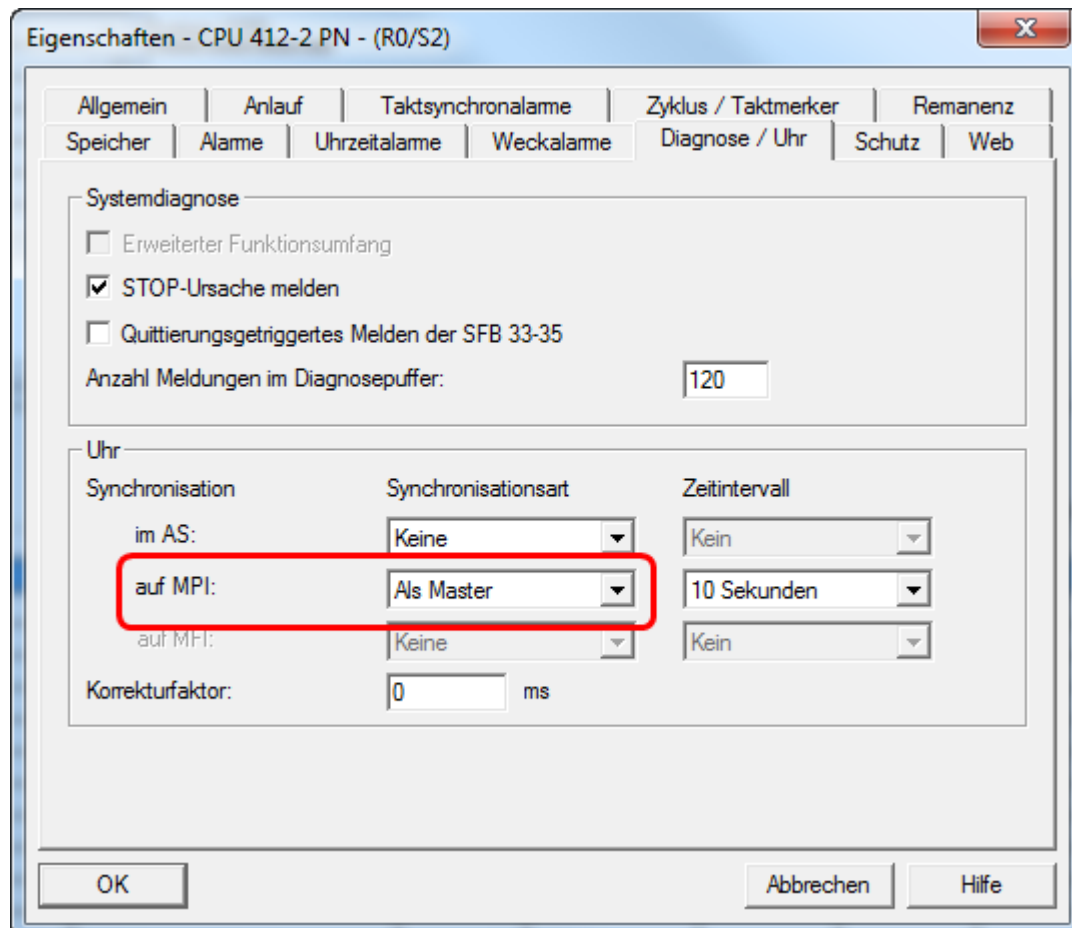 Eigenschaften - CPU 412-2 PN - (R0/S2)
Allgemein Anlauf Taktsynchronalarme Zyklus / Taktmerker Remanenz
Speicher Alarme Uhrzeitalarme Weckalarme Diagnose / Uhr Schutz Web
Systemdiagnose
Erweiterter Funktionsumfang
STOP-Ursache melden
Quittierungsgetriggertes Melden der SFB 33-35
Anzahl Meldungen im Diagnosepuffer: 120
Uhr
Synchronisation Synchronisationsart Zeitintervall
im AS: Keine Kein
auf MPI: Als Master 10 Sekunden
auf MFI: Keine Kein
Korrekturfaktor: 0 ms
OK Abbrechen Hilfe